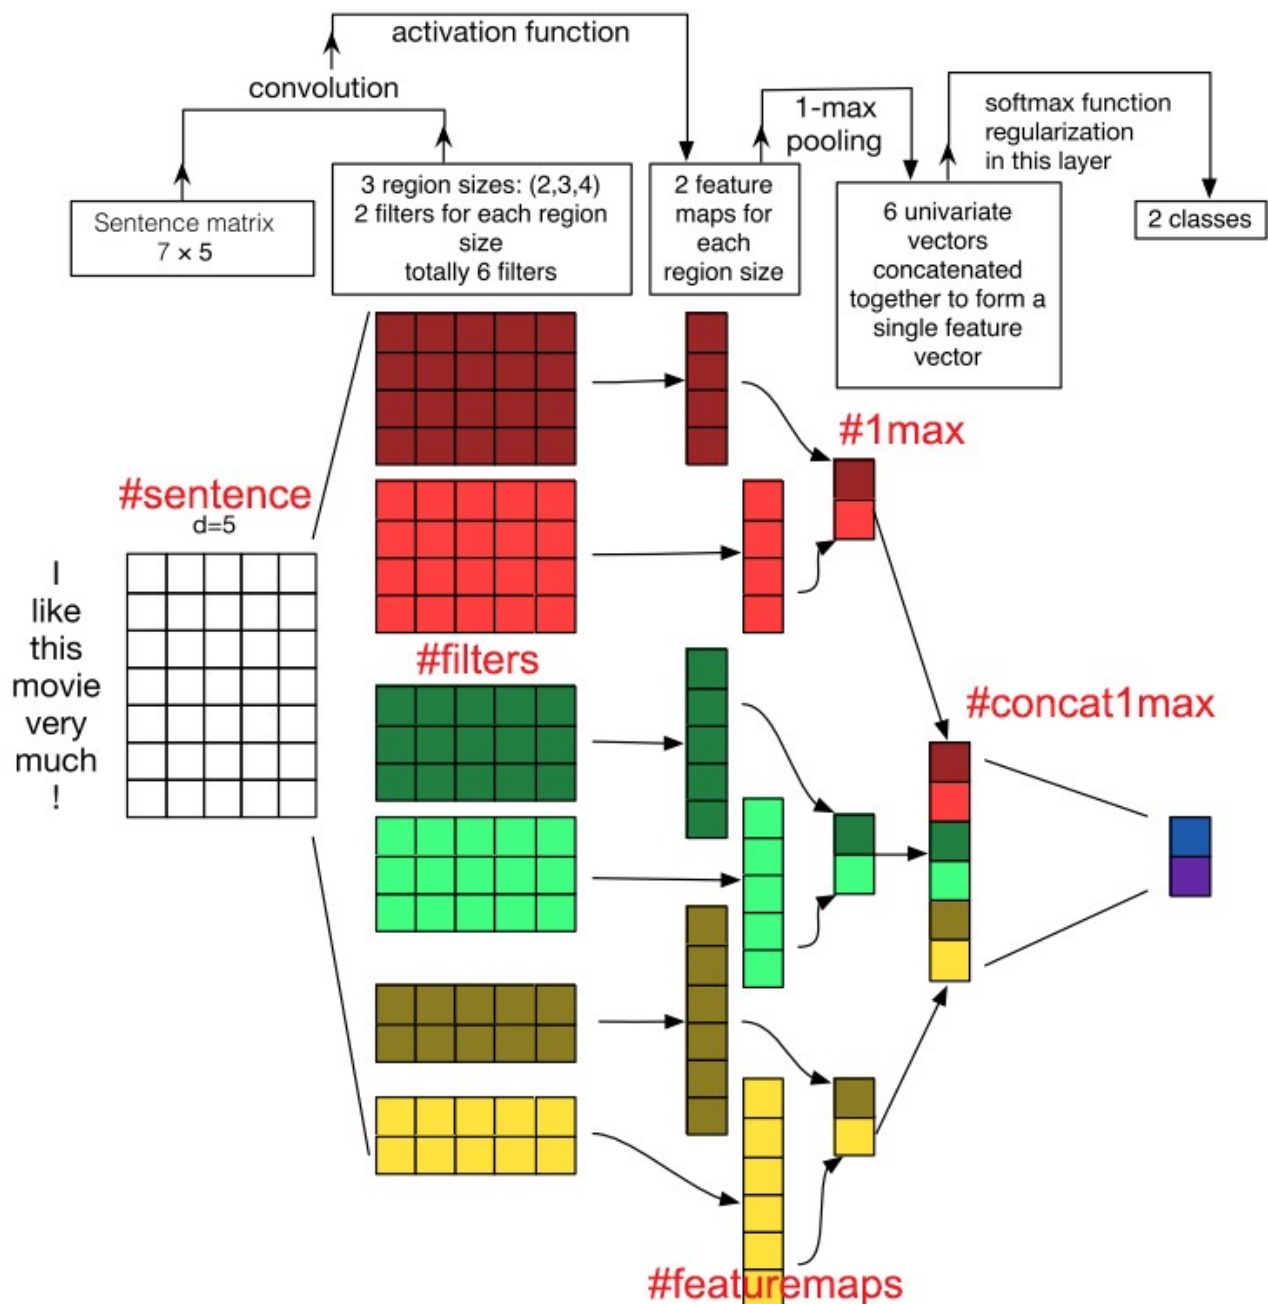 activation function
convolution
1-max
pooling
softmax function
regularization
in this layer
Sentence matrix
7 × 5
3 region sizes: (2,3,4)
2 filters for each region
size
totally 6 filters
2 feature
maps for
each
region size
6 univariate
vectors
concatenated
together to form a
single feature
vector
2 classes
#sentence
d=5
I
like
this
movie
very
much
!
#filters
#1max
#concat1max
#featuremaps